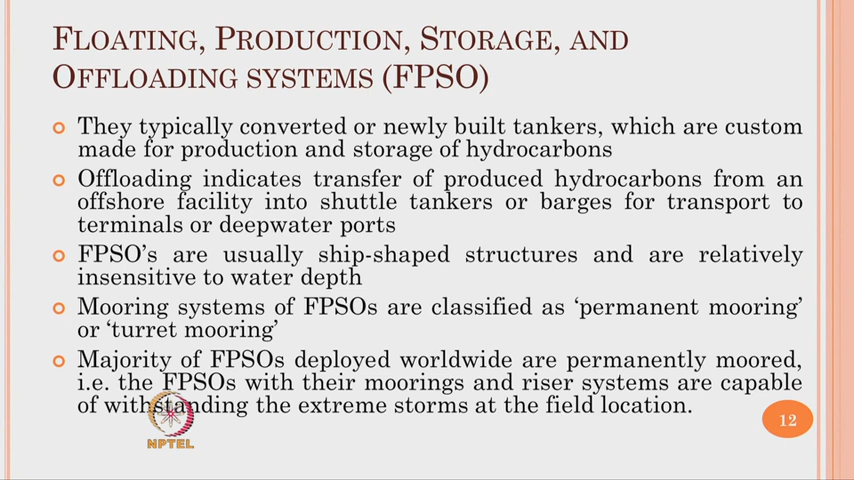 FLOATING, PRODUCTION, STORAGE, AND
OFFLOADING SYSTEMS (FPSO)
They typically converted or newly built tankers, which are custom
made for production and storage of hydrocarbons
Offloading indicates transfer of produced hydrocarbons from an
offshore facility into shuttle tankers or barges for transport to
terminals or deepwater ports
FPSO's are usually ship-shaped structures and are relatively
insensitive to water depth
Mooring systems of FPSOs are classified as ‘permanent mooring’
or ‘turret mooring’
Majority of FPSOs deployed worldwide are permanently moored,
i.e. the FPSOs with their moorings and riser systems are capable
of withstanding the extreme storms at the field location.
12
NPTEL